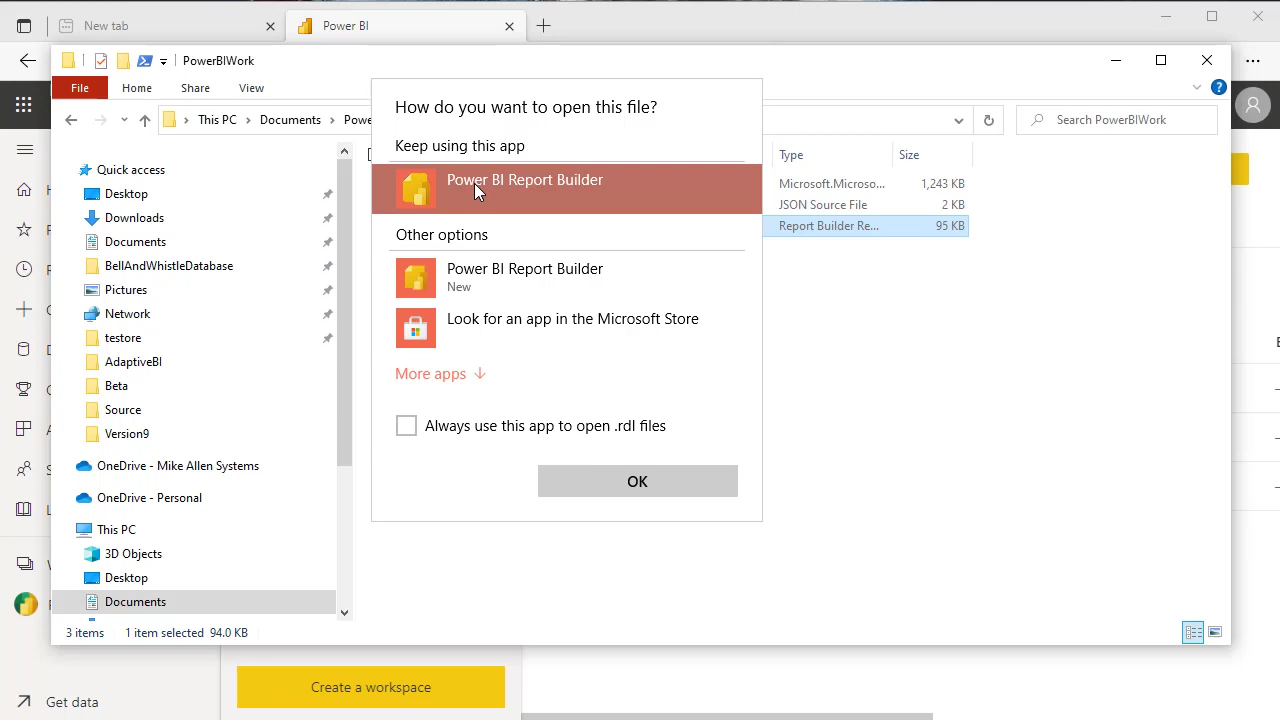 New tab
Power BI
PowerBIWork
File
Home
Share
View
This PC
Documents
Powe
Search PowerBIWork
How do you want to open this file?
Keep using this app
Power BI Report Builder
Other options
Power BI Report Builder
New
Look for an app in the Microsoft Store
More apps
Always use this app to open .rdl files
OK
Type
Size
Microsoft.Microso...
1,243 KB
JSON Source File
2 KB
Report Builder Re...
95 KB
Quick access
Desktop
Downloads
Documents
BellAndWhistleDatabase
Pictures
Network
testore
AdaptiveBI
Beta
Source
Version9
OneDrive - Mike Allen Systems
OneDrive - Personal
This PC
3D Objects
Desktop
Documents
3 items
1 item selected 94.0 KB
Create a workspace
Get data